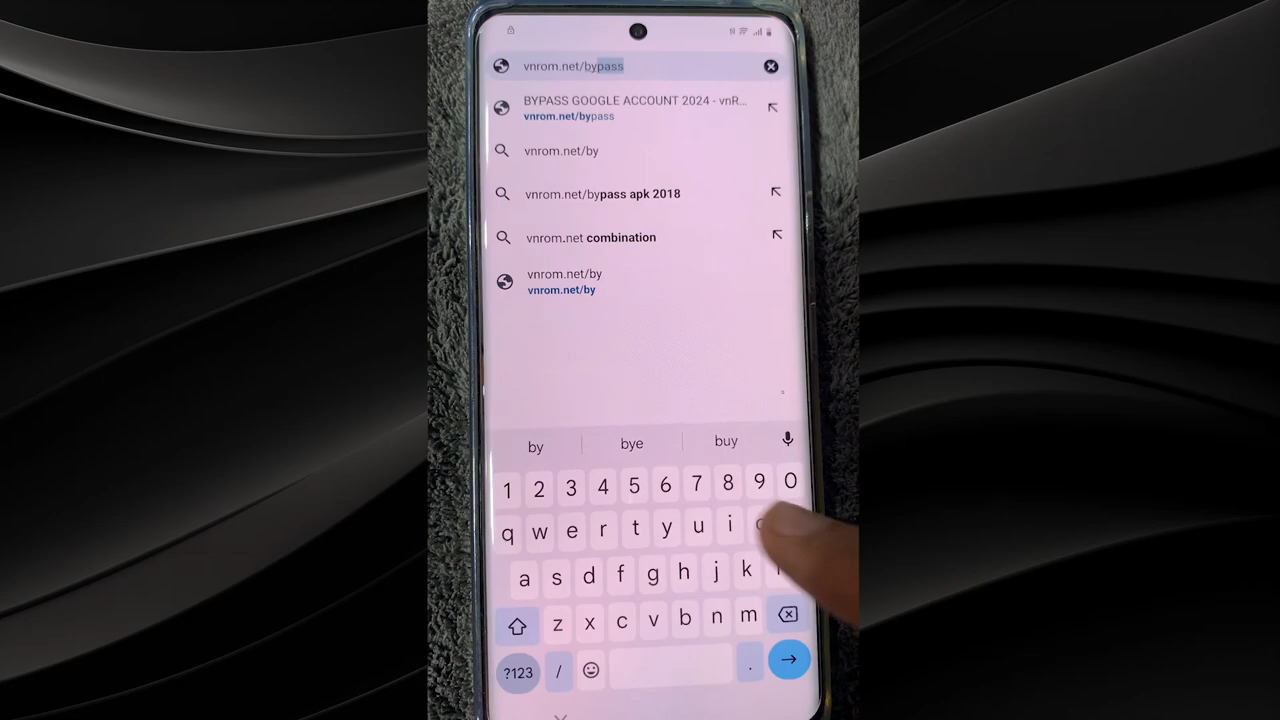 vnrom.net/bypass
BYPASS GOOGLE ACCOUNT 2024 - vnR...
vnrom.net/bypass
vnrom.net/by
vnrom.net/bypass apk 2018
vnrom.net combination
vnrom.net/by
vnrom.net/by
by bye buy
1 2 3 4 5 6 7 8 9 0
q w e r t y u i
a s d f g h j k
z x c v b n m
?123 / .